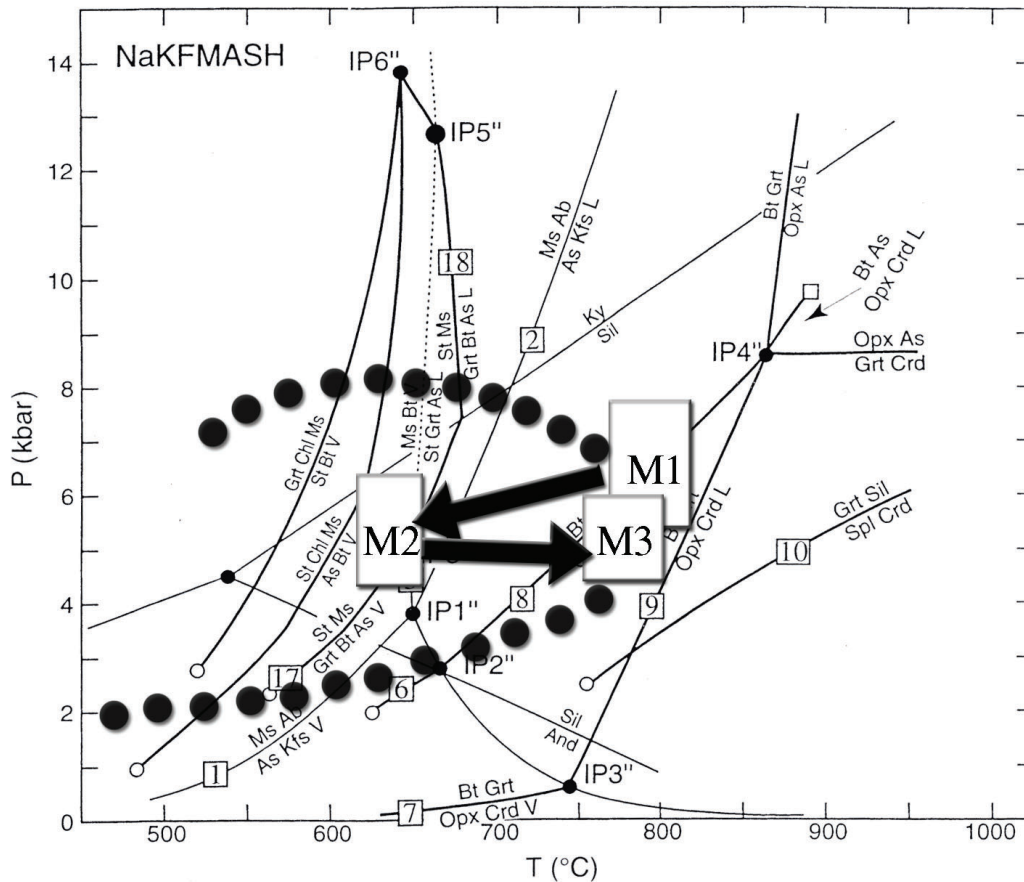 NaKFMASH
IP6"
IP5"
18
Ms Ab
As Kfs L
2
Ky
Sil
Bt Grt
Opx As L
Bt As
Opx Crd L
IP4"
Opx As
Grt Crd
St Ms
Grt Bt As L
Ms Bt
St Grt As L
Grt Chl Ms
St Bt V
St Chl Ms
As Bt V
St Ms
Grt Bt As V
17
M1
M2
M3
Bt
Opx Crd L
Grt Sil
Spl Crd
10
9
8
6
IP1"
IP2"
Sil
And
Ms Ab
As Kfs V
1
IP3"
Bt Grt
Opx Crd V
7
P (kbar)
14
12
10
8
6
4
2
0
500
600
700
800
900
1000
T (°C)